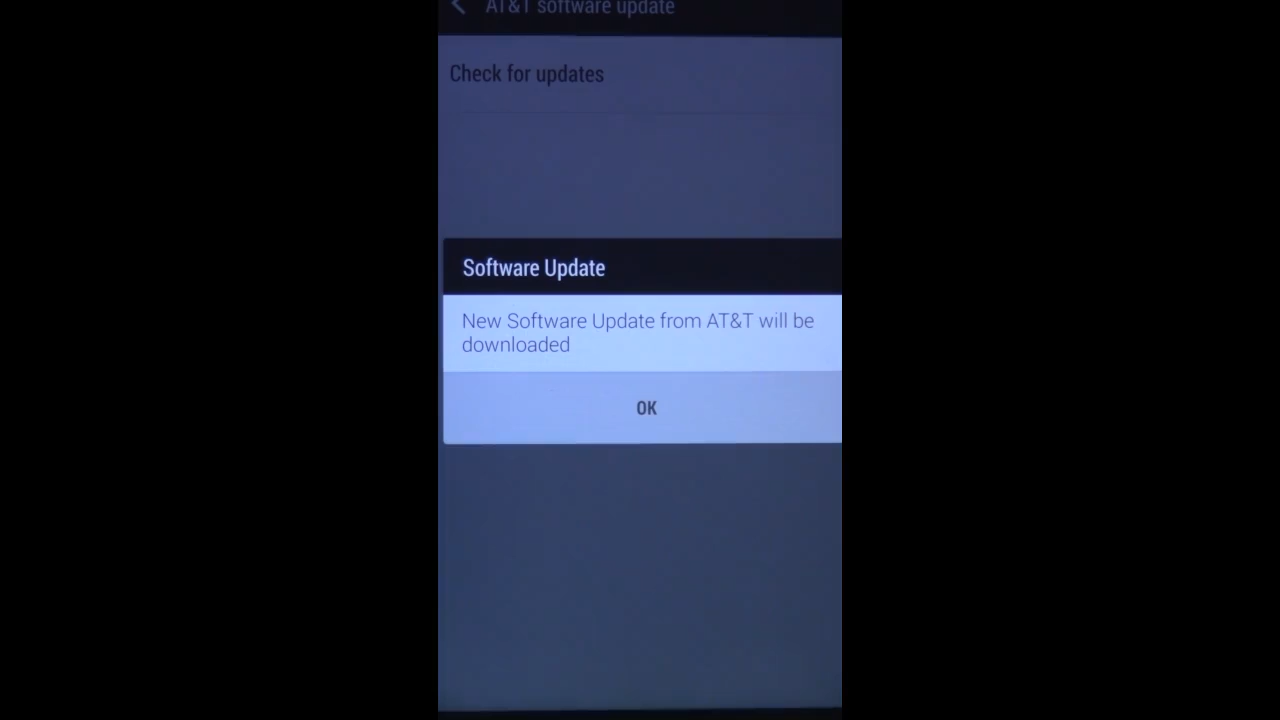 AT&T software update
Check for updates
Software Update
New Software Update from AT&T will be
downloaded
OK